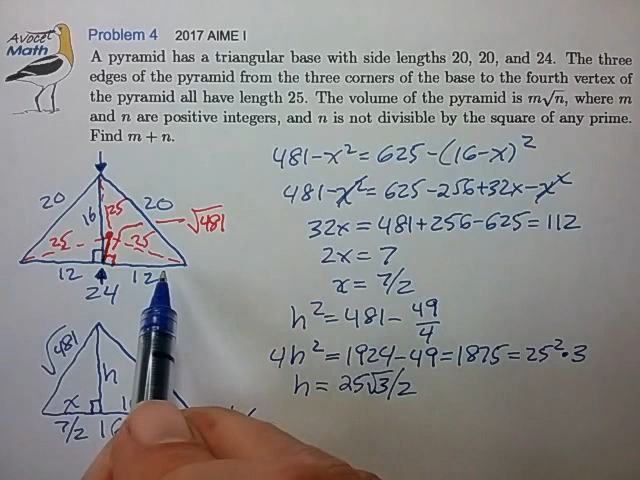 Avocet
Math
Problem 4 2017 AIME I
A pyramid has a triangular base with side lengths 20, 20, and 24. The three
edges of the pyramid from the three corners of the base to the fourth vertex of
the pyramid all have length 25. The volume of the pyramid is m√n, where m
and n are positive integers, and n is not divisible by the square of any prime.
Find m + n.
481-x²=625-(16-x)²
481-x²=625-256+32x-x²
32x=481+256-625=112
2x=7
x=7/2
h²=481-49/4
4h²=1924-49=1875=25²·3
h=25√3/2
20 20
16 25
25 25 √481
12 12
24
√481 h
x
7/2